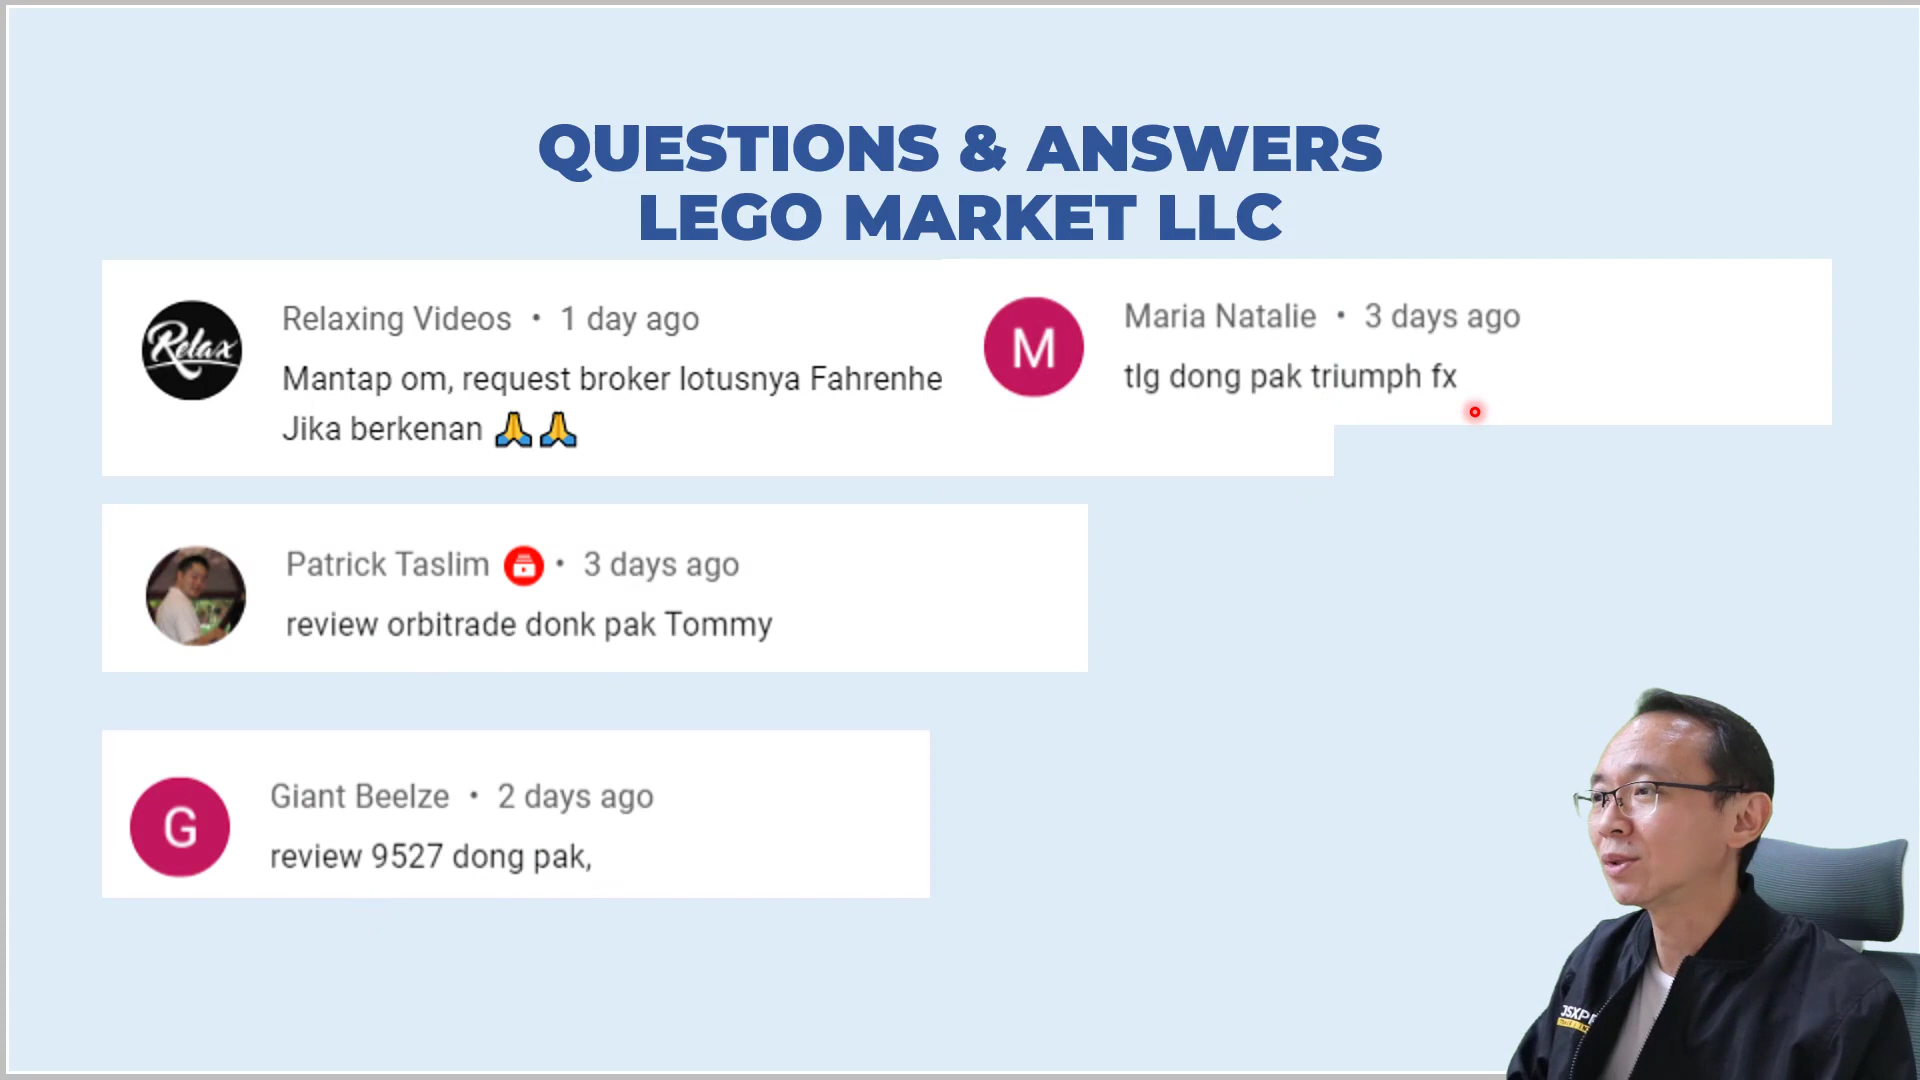 QUESTIONS & ANSWERS
LEGO MARKET LLC
Relaxing Videos • 1 day ago
Mantap om, request broker lotusnya Fahrenhe
Jika berkenan 🙏🙏
Relax
Maria Natalie • 3 days ago
tlg dong pak triumph fx
M
Patrick Taslim • 3 days ago
review orbitrade donk pak Tommy
Giant Beelze • 2 days ago
review 9527 dong pak,
G